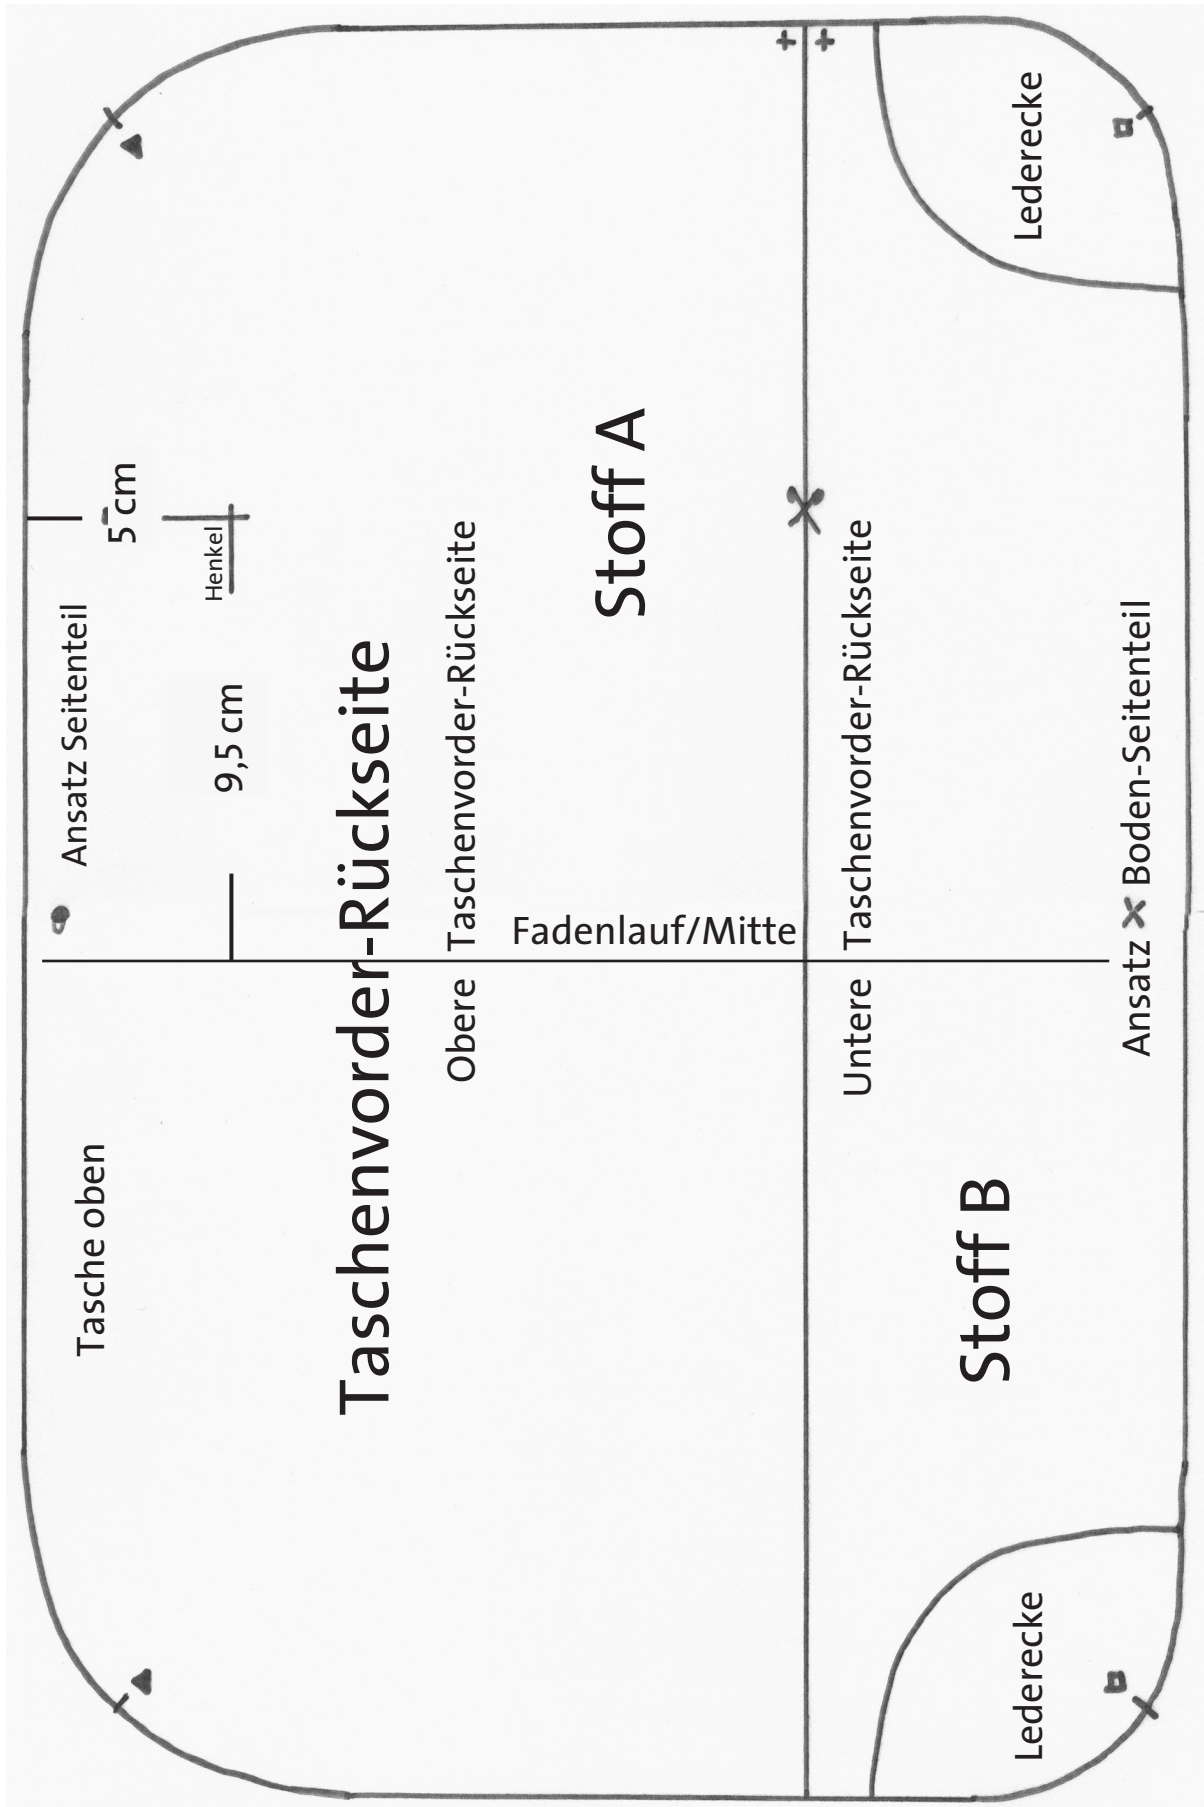 Tasche oben
Ansatz Seitenteil
5 cm
Henkel
9,5 cm
Taschenvorder-Rückseite
Obere Taschenvorder-Rückseite
Fadenlauf/Mitte
Stoff A
Untere Taschenvorder-Rückseite
Stoff B
Lederecke
Lederecke
Ansatz Boden-Seitenteil